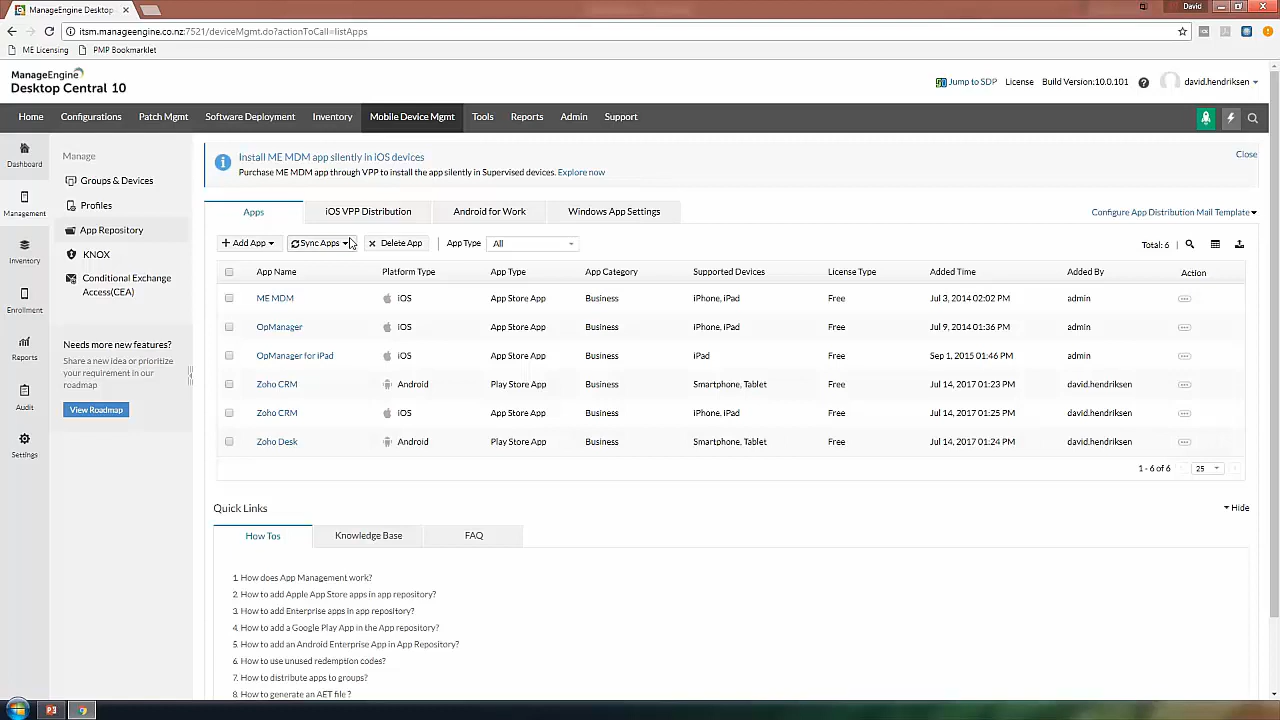 ManageEngine Desktop
David
itsm.manageengine.co.nz:7521/deviceMgmt.do?actionToCall=listApps
ME Licensing
PMP Bookmarklet
ManageEngine
Desktop Central 10
Jump to SDP
License
Build Version:10.0.101
david.hendriksen
Home
Configurations
Patch Mgmt
Software Deployment
Inventory
Mobile Device Mgmt
Tools
Reports
Admin
Support
Dashboard
Management
Inventory
Enrollment
Reports
Audit
Settings
Manage
Groups & Devices
Profiles
App Repository
KNOX
Conditional Exchange
Access(CEA)
Needs more new features?
Share a new idea or prioritize
your requirement in our
roadmap
View Roadmap
Install ME MDM app silently in iOS devices
Close
Purchase ME MDM app through VPP to install the app silently in Supervised devices. Explore now
Apps
iOS VPP Distribution
Android for Work
Windows App Settings
Configure App Distribution Mail Template
+ Add App
Sync Apps
Delete App
App Type
All
Total: 6
App Name Platform Type App Type App Category Supported Devices License Type Added Time Added By Action
ME MDM iOS App Store App Business iPhone, iPad Free Jul 3, 2014 02:02 PM admin
OpManager iOS App Store App Business iPhone, iPad Free Jul 9, 2014 01:36 PM admin
OpManager for iPad iOS App Store App Business iPad Free Sep 1, 2015 01:46 PM admin
Zoho CRM Android Play Store App Business Smartphone, Tablet Free Jul 14, 2017 01:23 PM david.hendriksen
Zoho CRM iOS App Store App Business iPhone, iPad Free Jul 14, 2017 01:25 PM david.hendriksen
Zoho Desk Android Play Store App Business Smartphone, Tablet Free Jul 14, 2017 01:24 PM david.hendriksen
1 - 6 of 6
25
Quick Links
Hide
How Tos
Knowledge Base
FAQ
1. How does App Management work?
2. How to add Apple App Store apps in app repository?
3. How to add Enterprise apps in app repository?
4. How to add a Google Play App in the App repository?
5. How to add an Android Enterprise App in App Repository?
6. How to use unused redemption codes?
7. How to distribute apps to groups?
8. How to generate an AET file ?